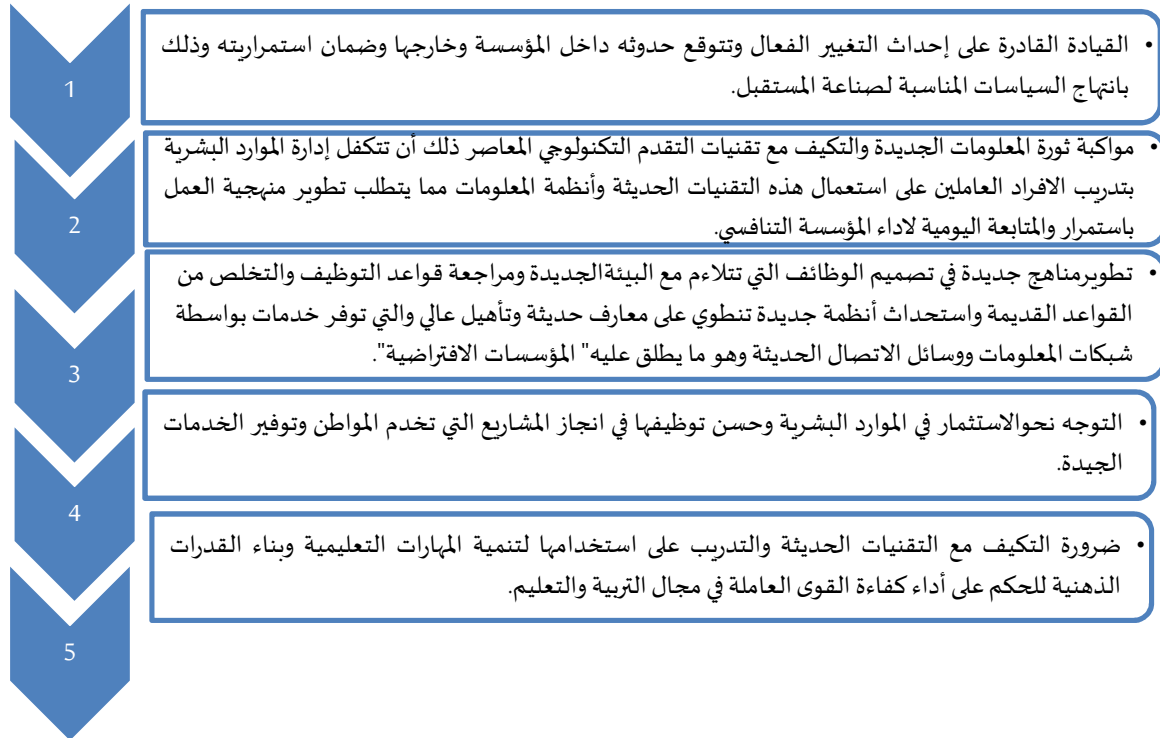 1
• القيادة القادرة على إحداث التغيير الفعال وتتوقع حدوثه داخل المؤسسة وخارجها وضمان استمراريته وذلك
بانتهاج السياسات المناسبة لصناعة المستقبل.
2
• مواكبة ثورة المعلومات الجديدة والتكيف مع تقنيات التقدم التكنولوجي المعاصر ذلك أن تتكفل إدارة الموارد البشرية
بتدريب الافراد العاملين على استعمال هذه التقنيات الحديثة وأنظمة المعلومات مما يتطلب تطوير منهجية العمل
باستمرار والمتابعة اليومية لاداء المؤسسة التنافسي.
3
• تطويرمناهج جديدة في تصميم الوظائف التي تتلاءم مع البيئةالجديدة ومراجعة قواعد التوظيف والتخلص من
القواعد القديمة واستحداث أنظمة جديدة تنطوي على معارف حديثة وتأهيل عالي والتي توفر خدمات بواسطة
شبكات المعلومات ووسائل الاتصال الحديثة وهو ما يطلق عليه" المؤسسات الافتراضية".
4
• التوجه نحوالاستثمار في الموارد البشرية وحسن توظيفها في انجاز المشاريع التي تخدم المواطن وتوفير الخدمات
الجيدة.
5
• ضرورة التكيف مع التقنيات الحديثة والتدريب على استخدامها لتنمية المهارات التعليمية وبناء القدرات
الذهنية للحكم على أداء كفاءة القوى العاملة في مجال التربية والتعليم.